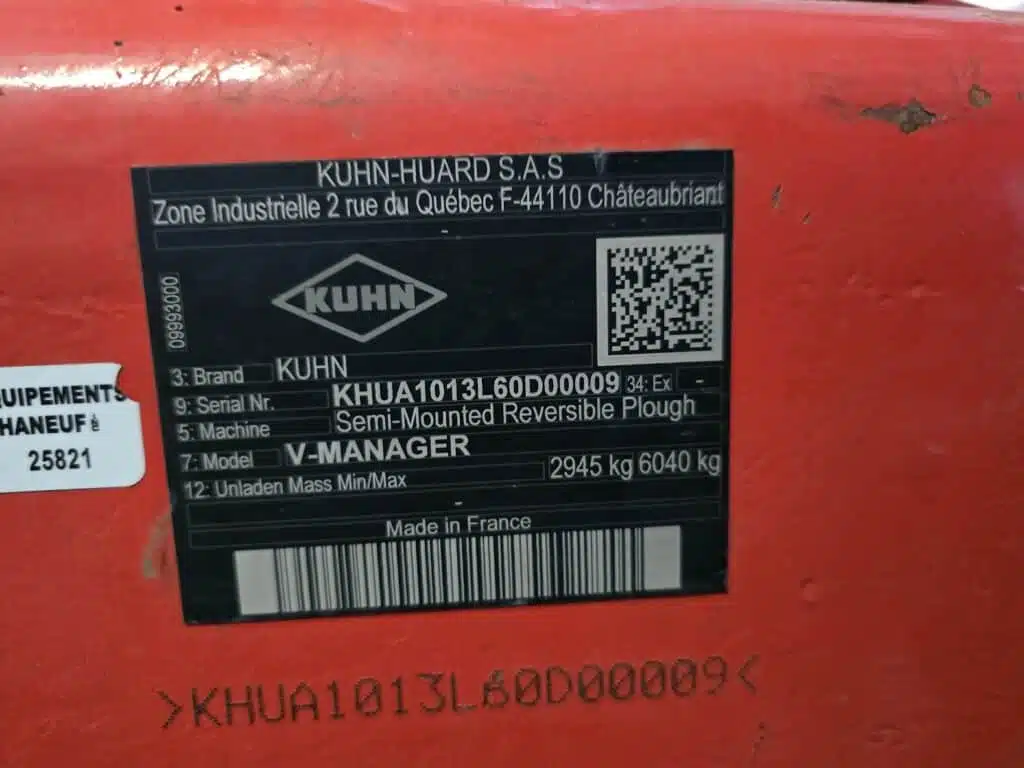 KUHN-HUARD S.A.S
Zone Industrielle 2 rue du Québec F-44110 Châteaubriant
-
09993000
KUHN
3: Brand KUHN
9: Serial Nr. KHUA1013L60D00009 34: Ex -
5: Machine Semi-Mounted Reversible Plough
7: Model V-MANAGER
12: Unladen Mass Min/Max 2945 kg 6040 kg
-
Made in France
UIPEMENTS
HANEUF
25821
>KHUA1013L60D00009<